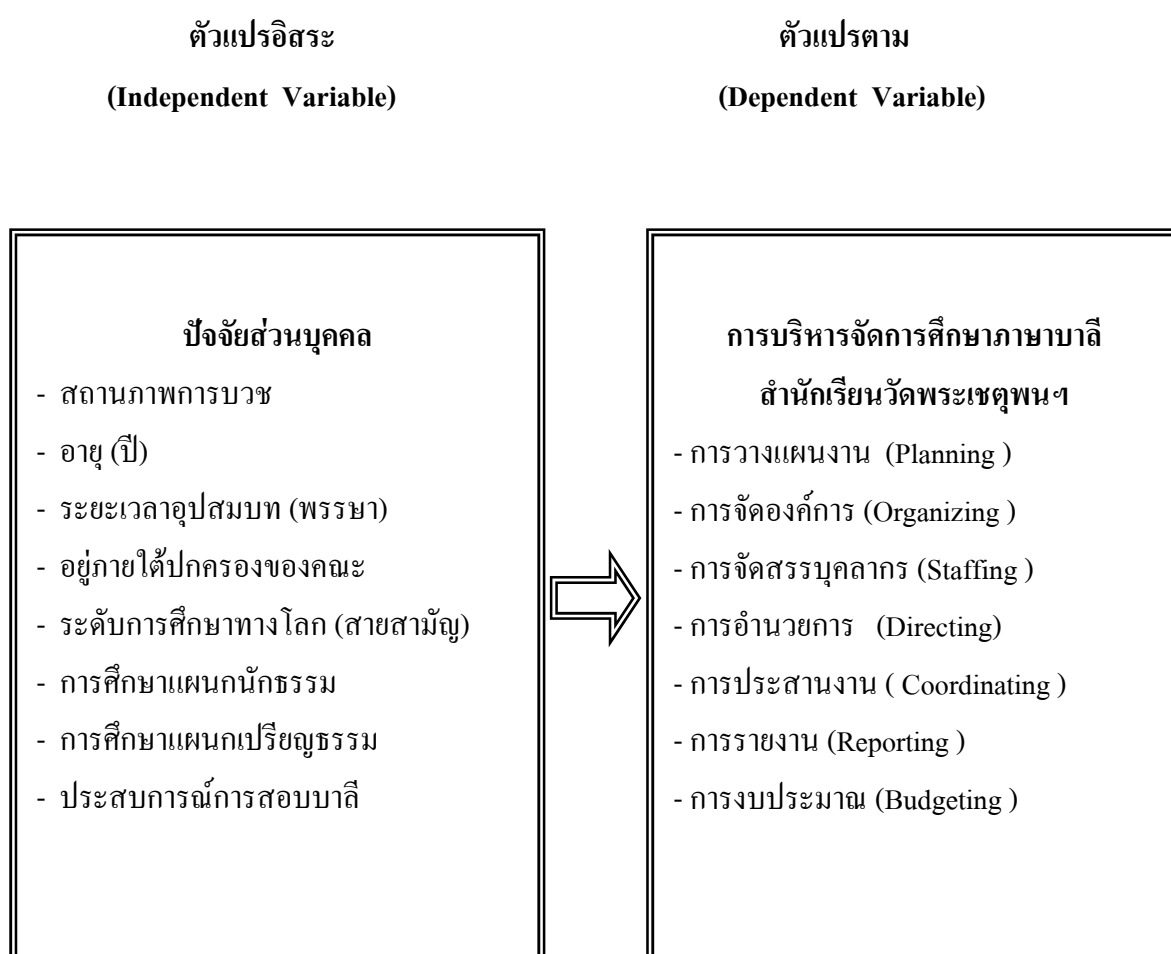 ตัวแปรอิสระ
(Independent Variable)
ตัวแปรตาม
(Dependent Variable)
ปัจจัยส่วนบุคคล
- สถานภาพการบวช
- อายุ (ปี)
- ระยะเวลาอุปสมบท (พรรษา)
- อยู่ภายใต้ปกครองของคณะ
- ระดับการศึกษาทางโลก (สายสามัญ)
- การศึกษาแผนกนักธรรม
- การศึกษาแผนกเปรียญธรรม
- ประสบการณ์การสอบบาลี
การบริหารจัดการศึกษาภาษาบาลี
สำนักเรียนวัดพระเชตุพนฯ
- การวางแผนงาน (Planning )
- การจัดองค์การ (Organizing )
- การจัดสรรบุคลากร (Staffing )
- การอำนวยการ (Directing)
- การประสานงาน ( Coordinating )
- การรายงาน (Reporting )
- การงบประมาณ (Budgeting )